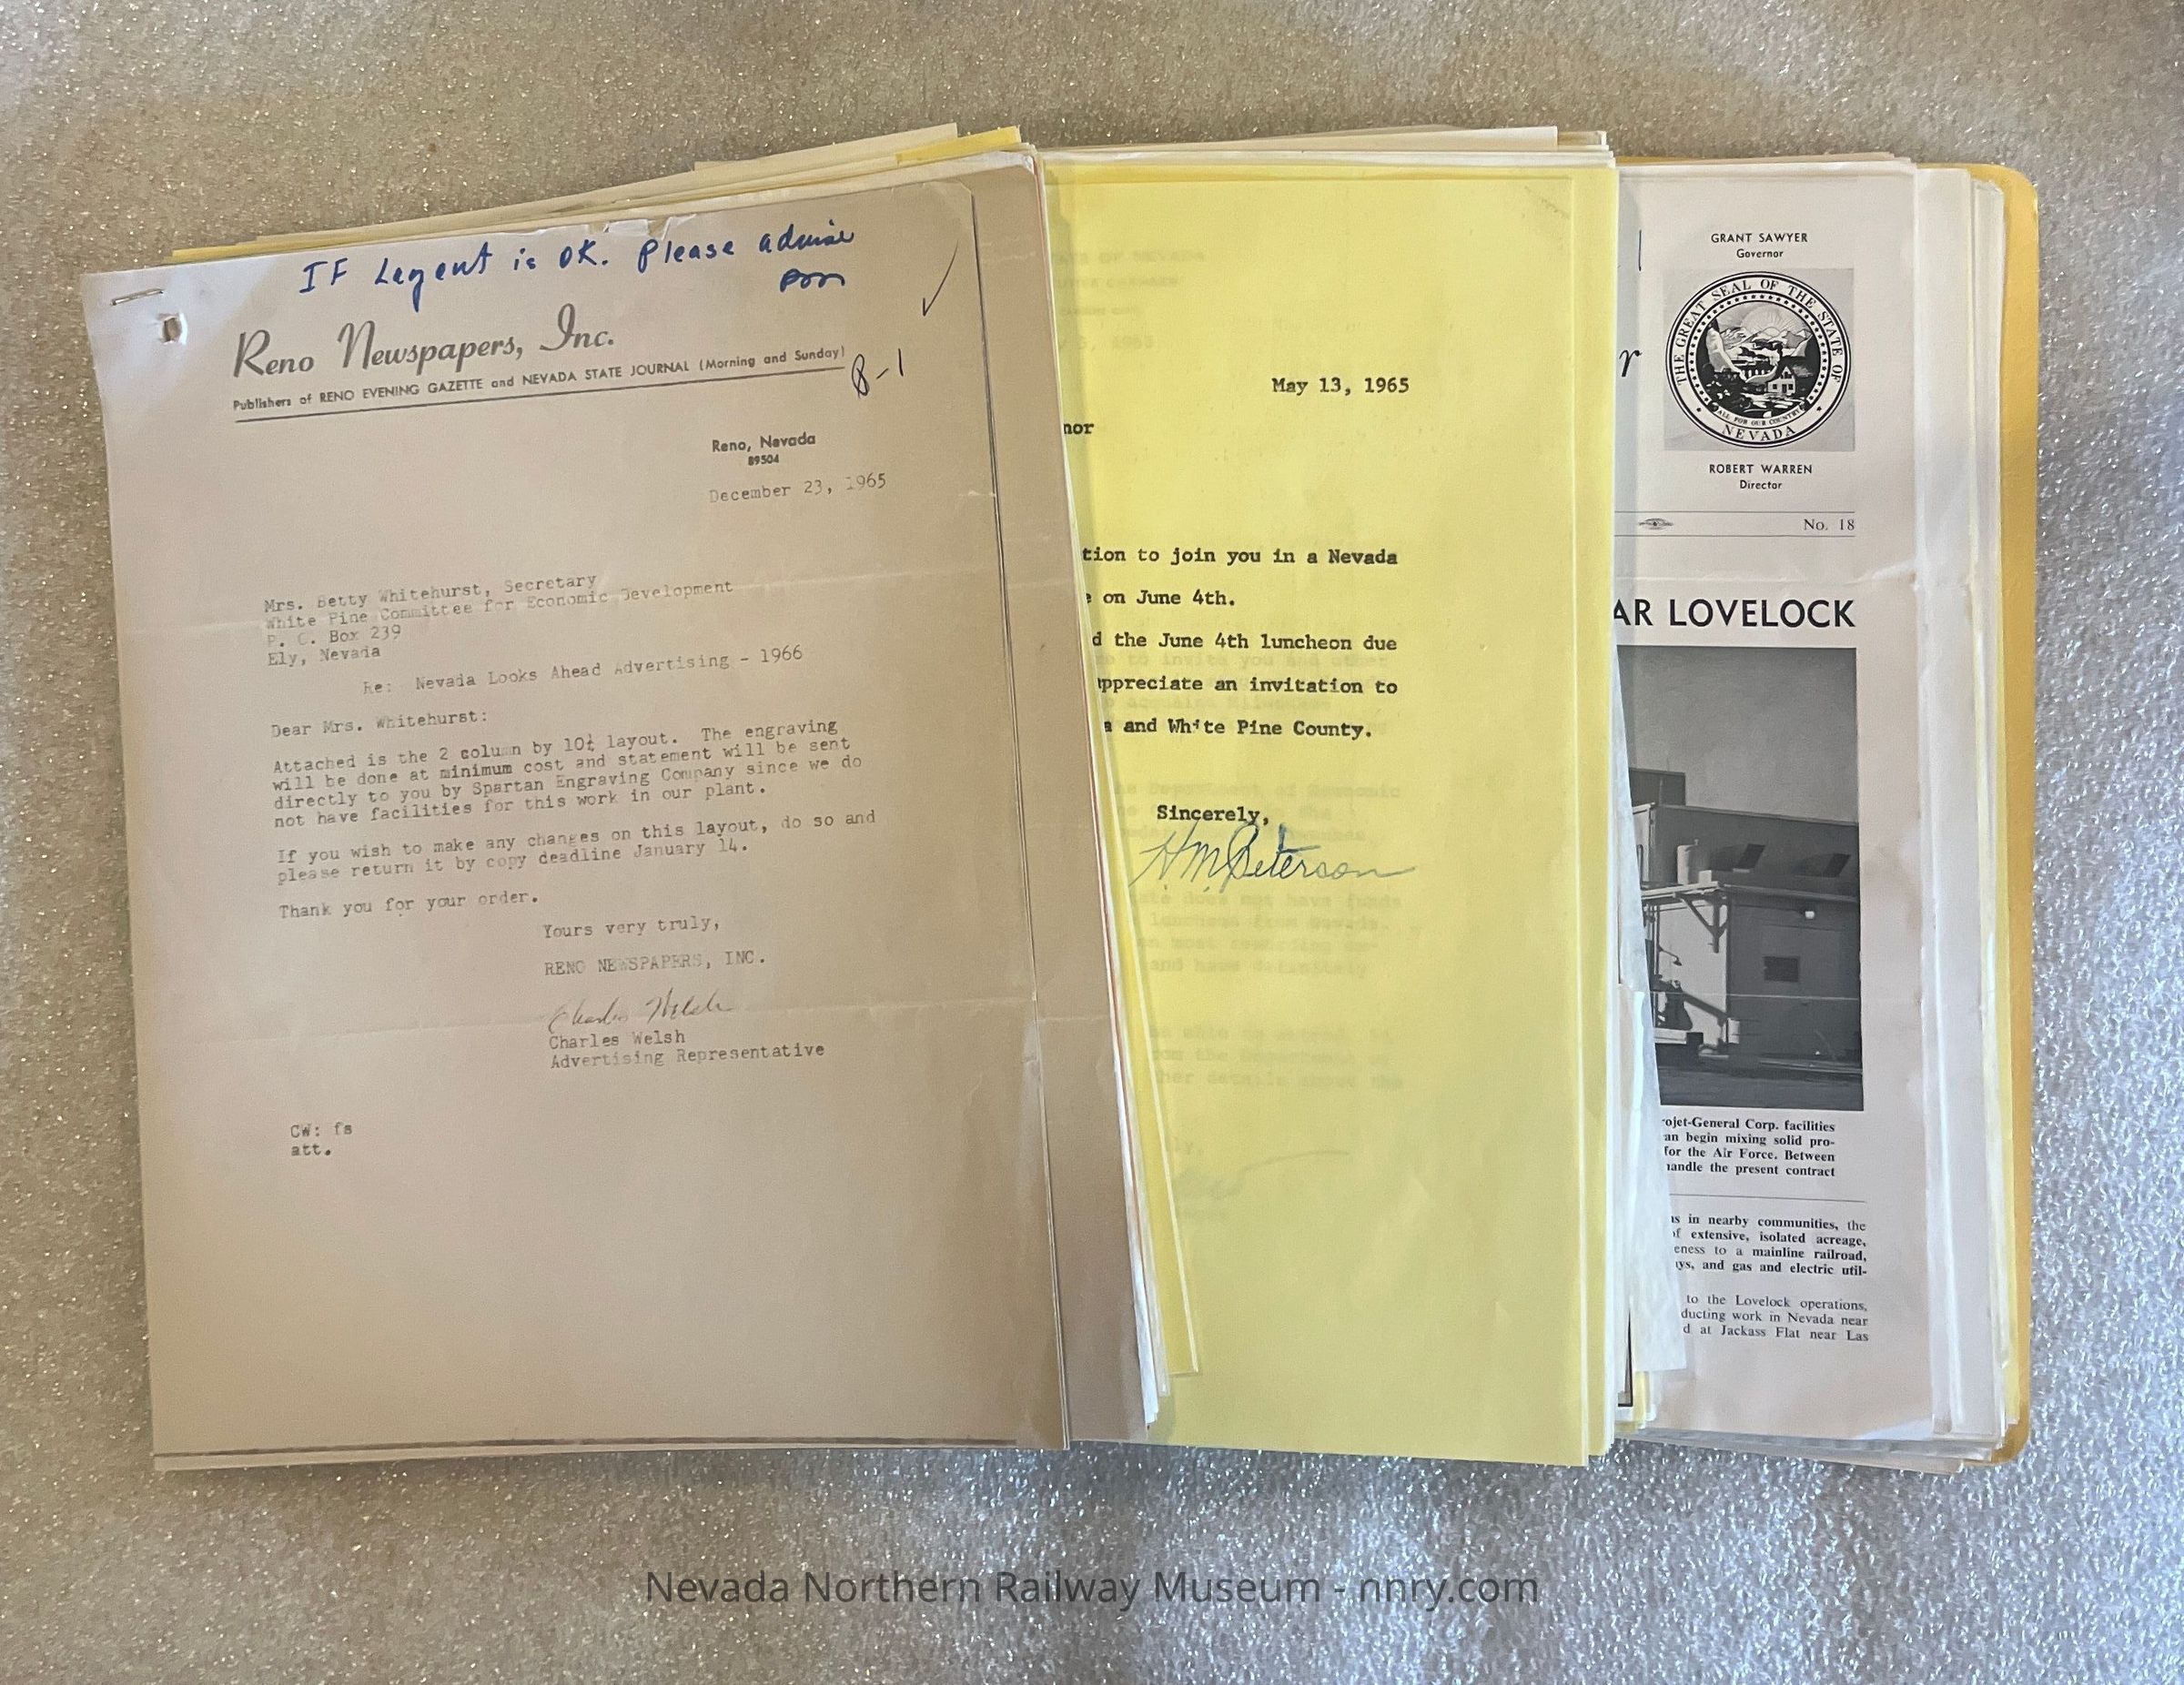 IF Layout is OK. Please advise
Reno Newspapers, Inc.
Publishers of RENO EVENING GAZETTE and NEVADA STATE JOURNAL (Morning and Sunday)
8-1
Reno, Nevada
89504
December 23, 1965
Mrs. Betty Whitehurst, Secretary
White Pine Committee for Economic Development
P. O. Box 239
Ely, Nevada
Re: Nevada Looks Ahead Advertising - 1966
Dear Mrs. Whitehurst:
Attached is the 2 column by 10½ layout. The engraving
will be done at minimum cost and statement will be sent
directly to you by Spartan Engraving Company since we do
not have facilities for this work in our plant.
If you wish to make any changes on this layout, do so and
please return it by copy deadline January 14.
Thank you for your order.
Yours very truly,
RENO NEWSPAPERS, INC.
Charles Welsh
Charles Welsh
Advertising Representative
CW: fs
att.
May 13, 1965
nor
tion to join you in a Nevada
e on June 4th.
d the June 4th luncheon due
appreciate an invitation to
a and White Pine County.
Sincerely,
H M Peterson
GRANT SAWYER
Governor
r
THE GREAT SEAL OF THE STATE OF
ALL FOR OUR COUNTRY
NEVADA
ROBERT WARREN
Director
No. 18
AR LOVELOCK
ojet-General Corp. facilities
an begin mixing solid pro-
for the Air Force. Between
handle the present contract
as in nearby communities, the
of extensive, isolated acreage,
eness to a mainline railroad,
ys, and gas and electric util-
to the Lovelock operations,
ducting work in Nevada near
d at Jackass Flat near Las
Nevada Northern Railway Museum - nnry.com